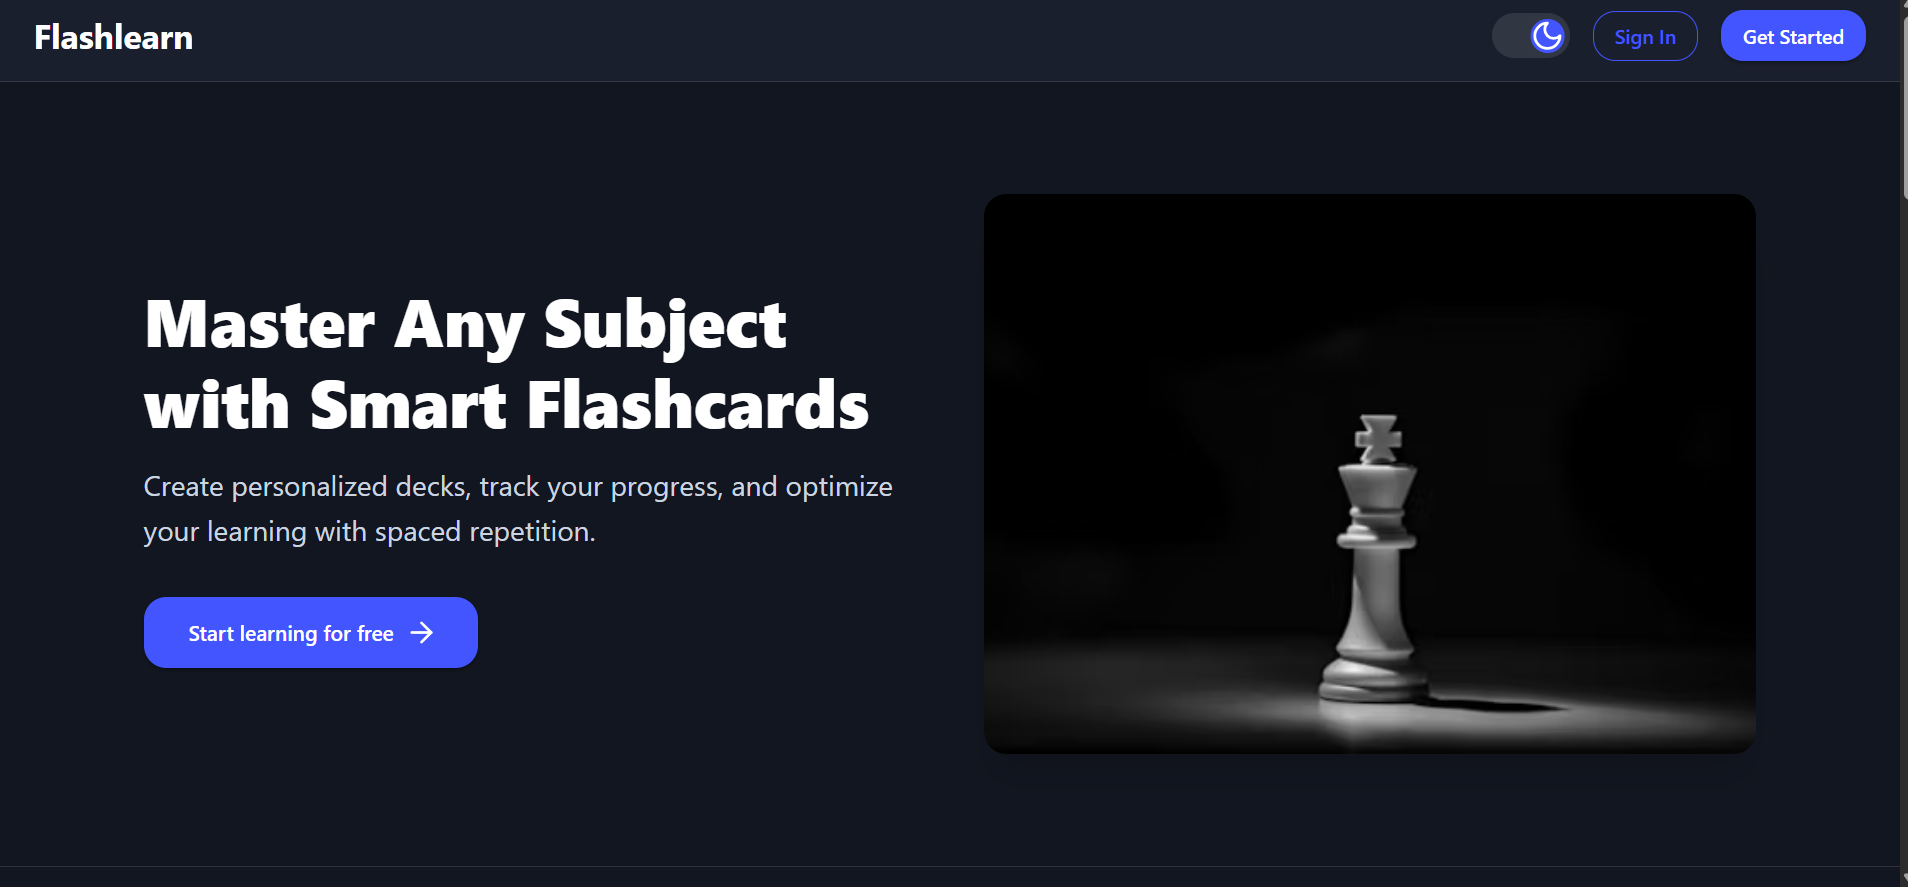 Flashlearn
Sign In
Get Started
Master Any Subject
with Smart Flashcards
Create personalized decks, track your progress, and optimize
your learning with spaced repetition.
Start learning for free